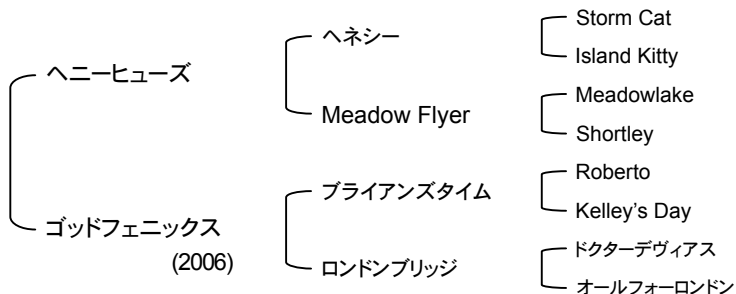 ヘニーヒューズ
ゴッドフェニックス
(2006)
ヘネシー
Meadow Flyer
ブライアンズタイム
ロンドンブリッジ
Storm Cat
Island Kitty
Meadowlake
Shortley
Roberto
Kelley's Day
ドクターデヴィアス
オールフォーロンドン